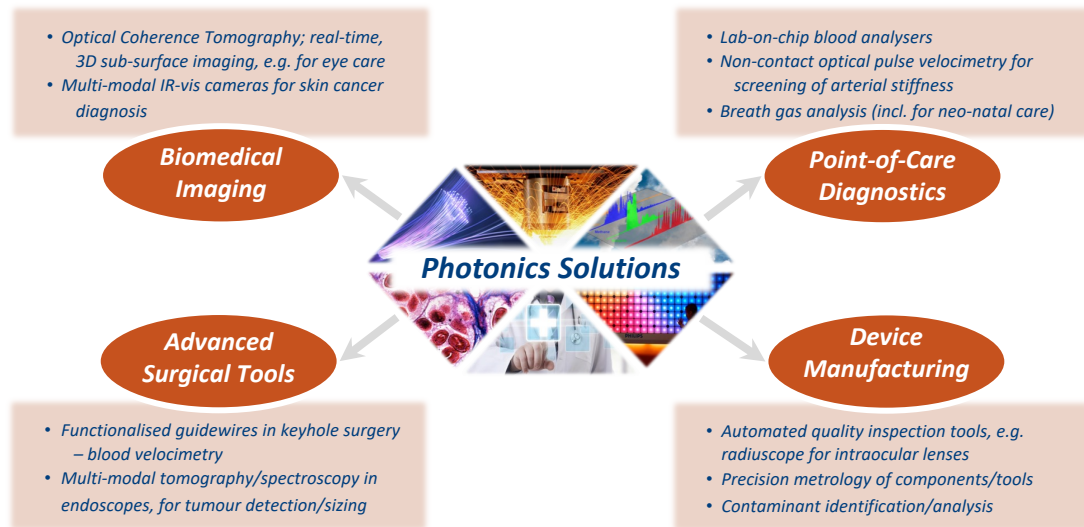 • Optical Coherence Tomography; real-time,
3D sub-surface imaging, e.g. for eye care
• Multi-modal IR-vis cameras for skin cancer
diagnosis
Biomedical
Imaging
• Lab-on-chip blood analysers
• Non-contact optical pulse velocimetry for
screening of arterial stiffness
• Breath gas analysis (incl. for neo-natal care)
Point-of-Care
Diagnostics
Photonics Solutions
Advanced
Surgical Tools
• Functionalised guidewires in keyhole surgery
– blood velocimetry
• Multi-modal tomography/spectroscopy in
endoscopes, for tumour detection/sizing
Device
Manufacturing
• Automated quality inspection tools, e.g.
radiuscope for intraocular lenses
• Precision metrology of components/tools
• Contaminant identification/analysis